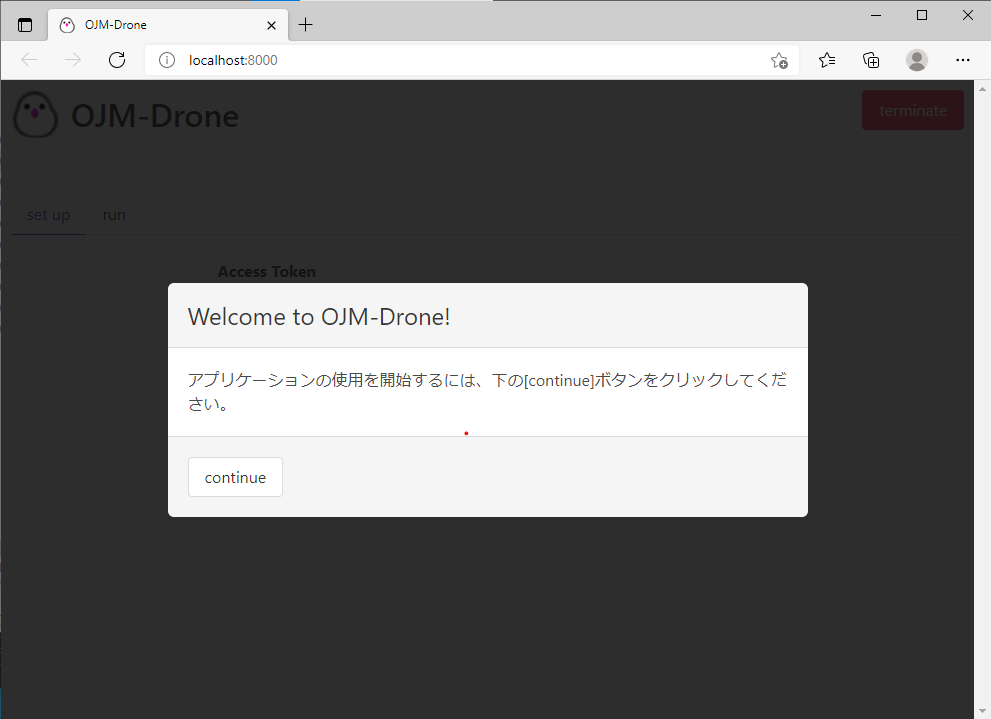 OJM-Drone
localhost:8000
OJM-Drone
terminate
set up
run
Access Token
Welcome to OJM-Drone!
アプリケーションの使用を開始するには、下の[continue]ボタンをクリックしてくだ
さい。
continue